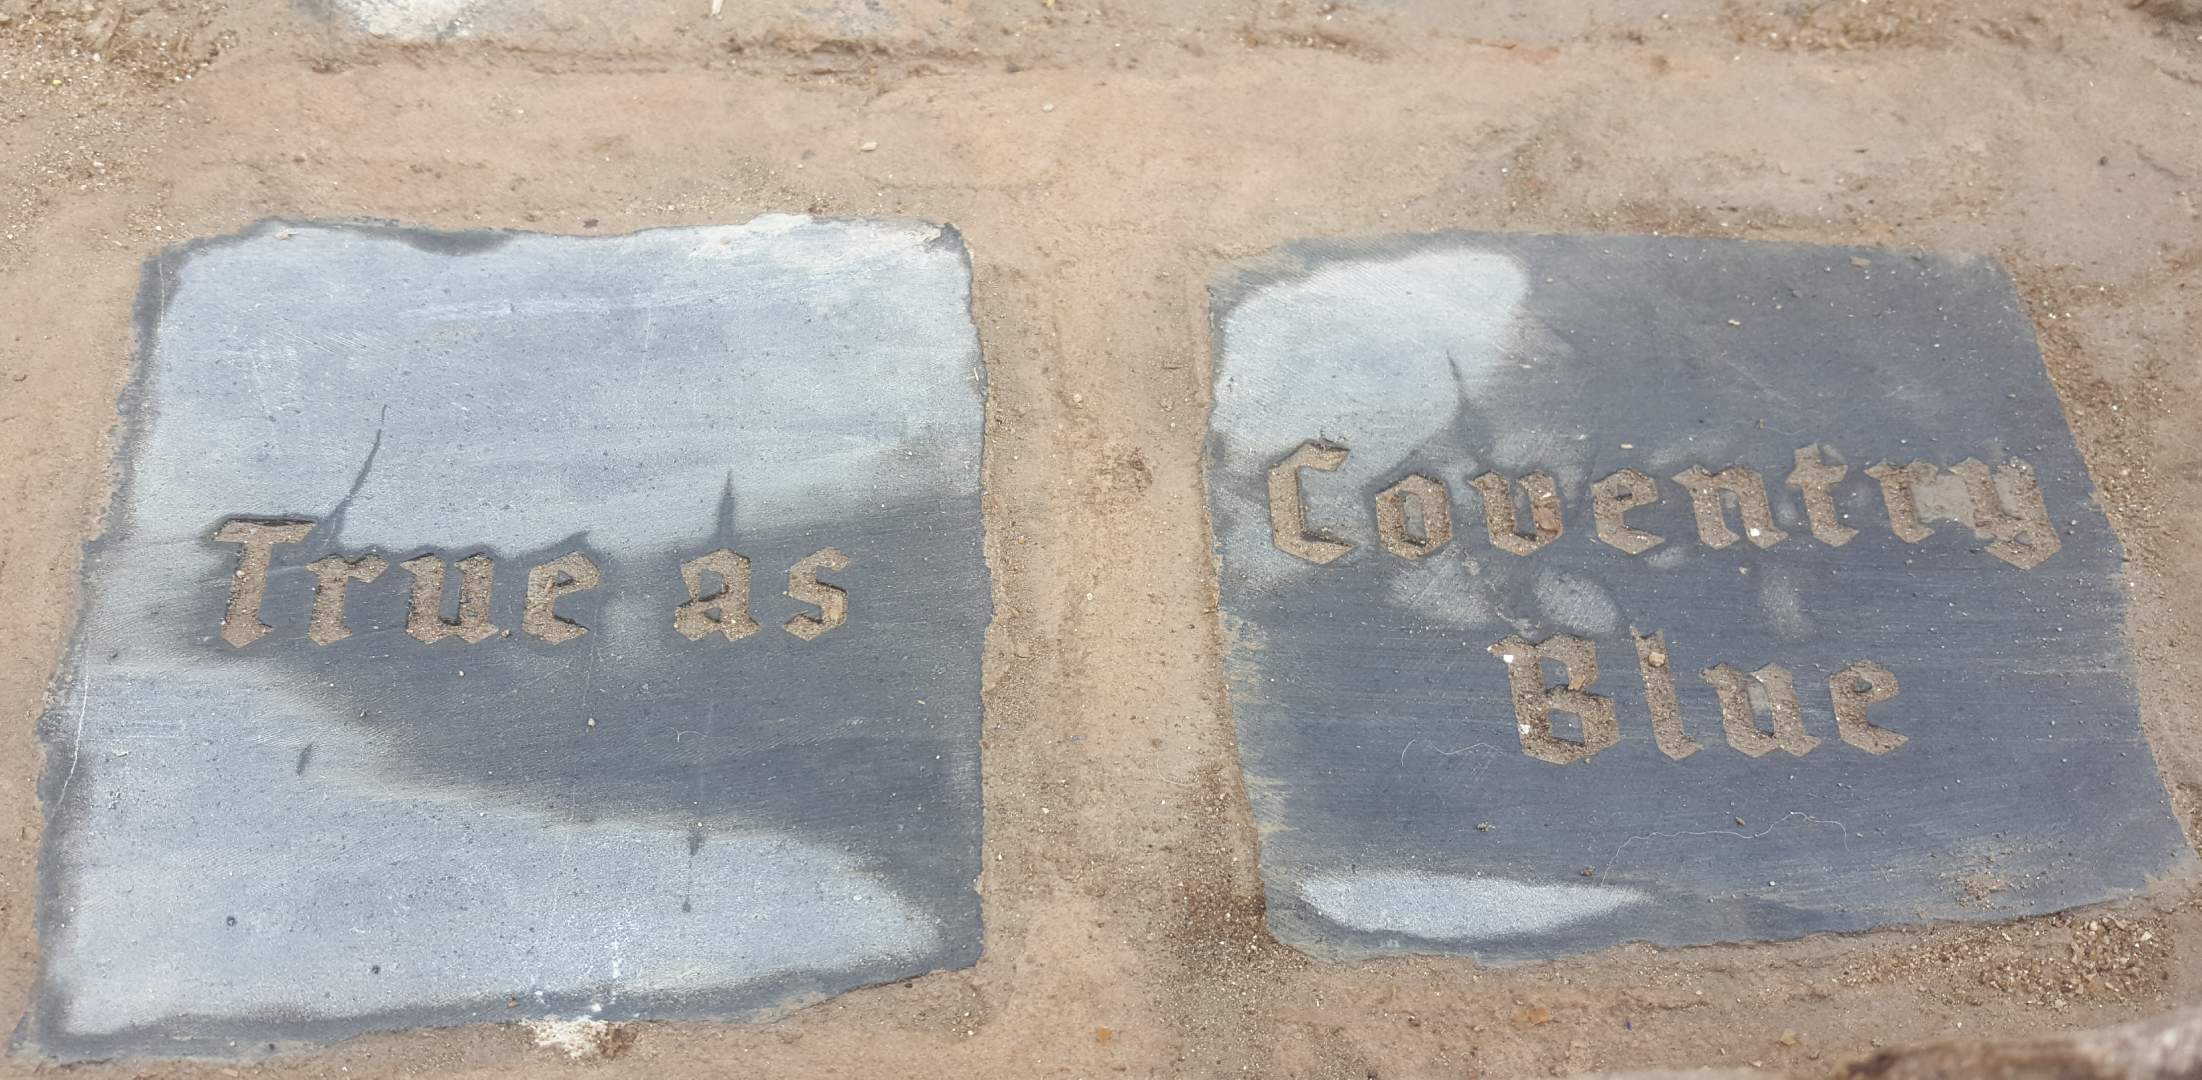 True as
Coventry
Blue